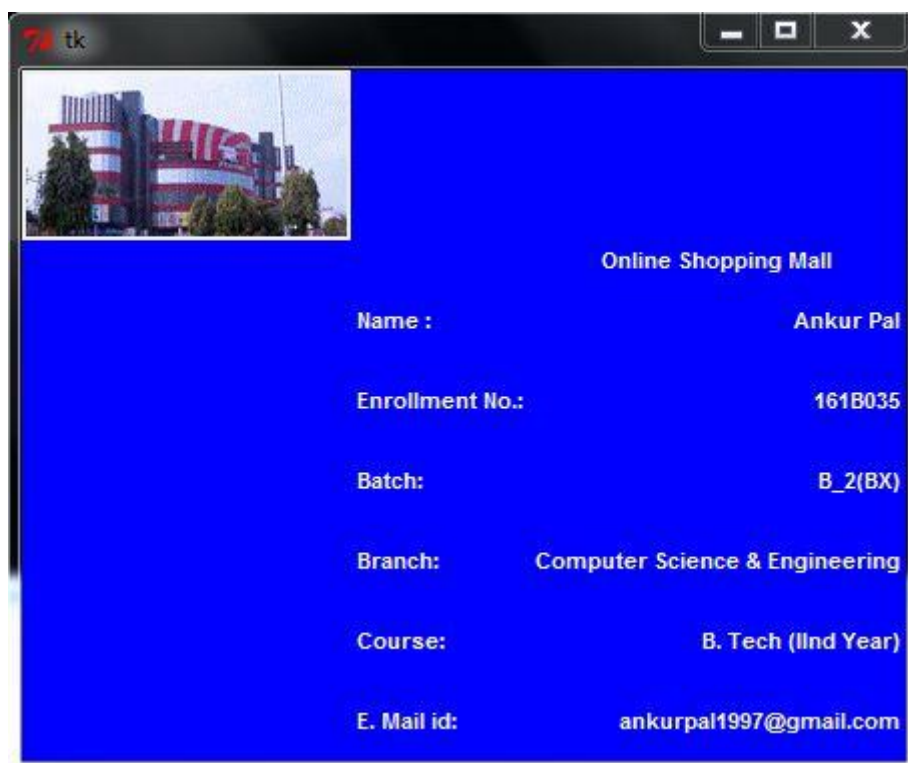 tk
Online Shopping Mall
Name : Ankur Pal
Enrollment No.: 161B035
Batch: B_2(BX)
Branch: Computer Science & Engineering
Course: B. Tech (IInd Year)
E. Mail id: ankurpal1997@gmail.com